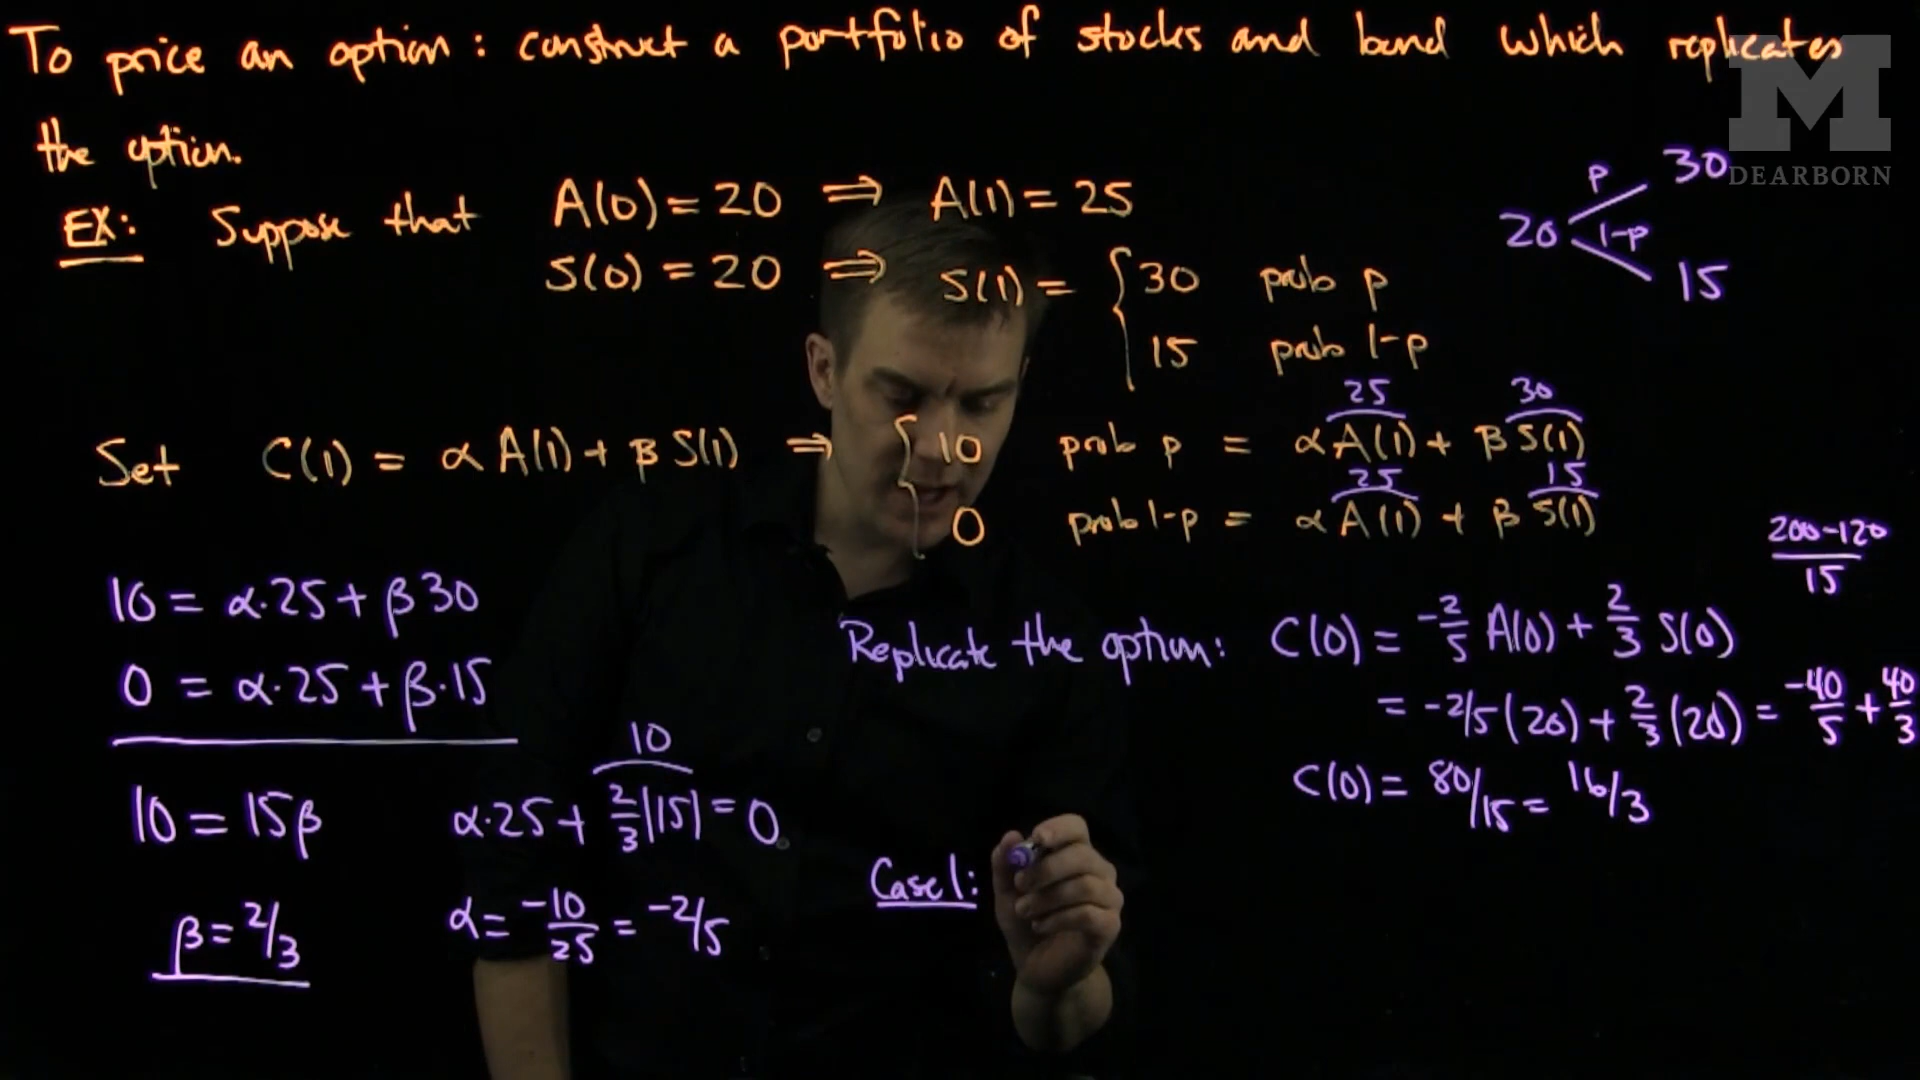 To price an option: construct a portfolio of stocks and bond which replicates
the option.
EX: Suppose that A(0) = 20 ⇒ A(1) = 25
S(0) = 20 ⇒ S(1) = { 30 prob p
15 prob 1-p
20 p 30
1-p 15
M
DEARBORN
25 30
Set C(1) = α A(1) + β S(1) ⇒ { 10 prob p = α A(1) + β S(1)
25 15
0 prob 1-p = α A(1) + β S(1)
200-120/15
10 = α·25 + β30
0 = α·25 + β·15
10 = 15β
β = 2/3
10
α·25 + 2/3(15) = 0
α = -10/25 = -2/5
Replicate the option: C(0) = -2/5 A(0) + 2/3 S(0)
= -2/5 (20) + 2/3 (20) = -40/5 + 40/3
C(0) = 80/15 = 16/3
Case 1: